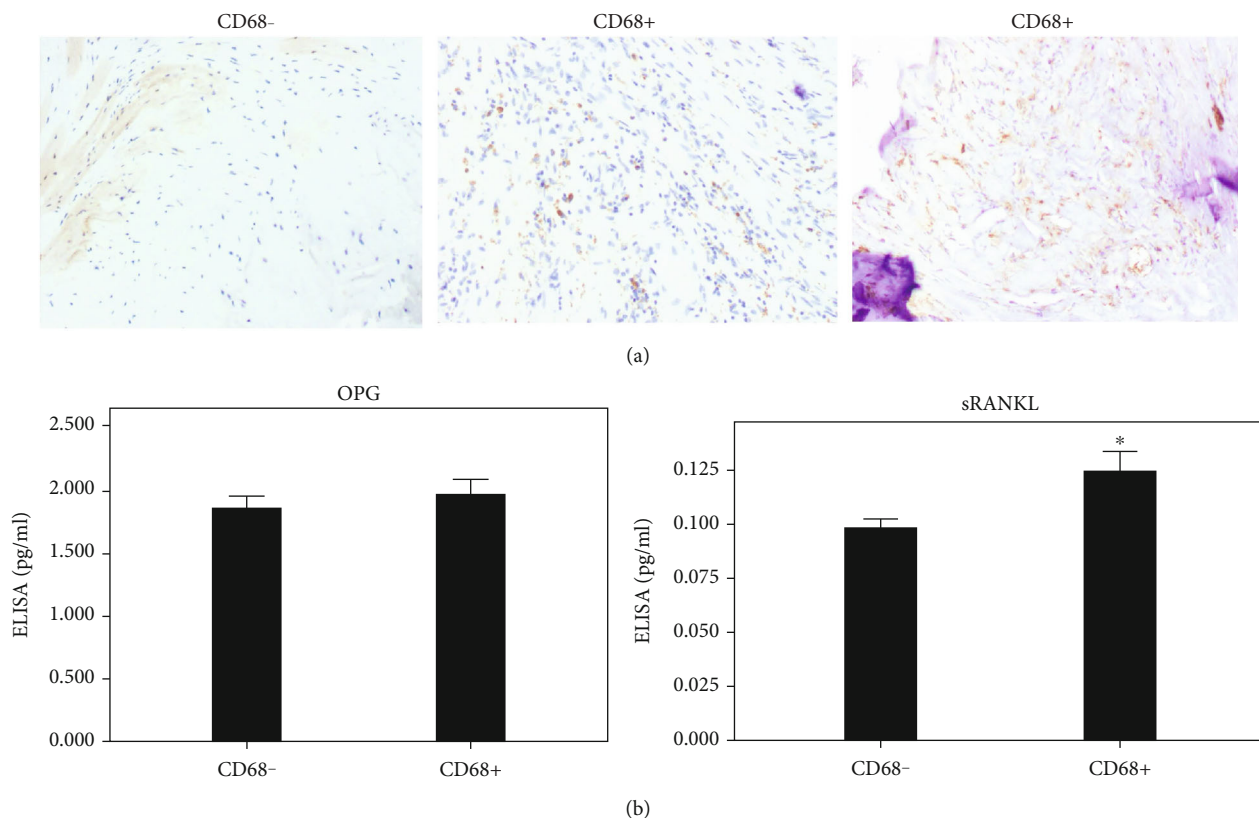 CD68-
CD68+
CD68+
(a)
OPG
ELISA (pg/ml)
2.500
2.000
1.500
1.000
0.500
0.000
CD68-
CD68+
sRANKL
ELISA (pg/ml)
0.125
0.100
0.075
0.050
0.025
0.000
*
CD68-
CD68+
(b)